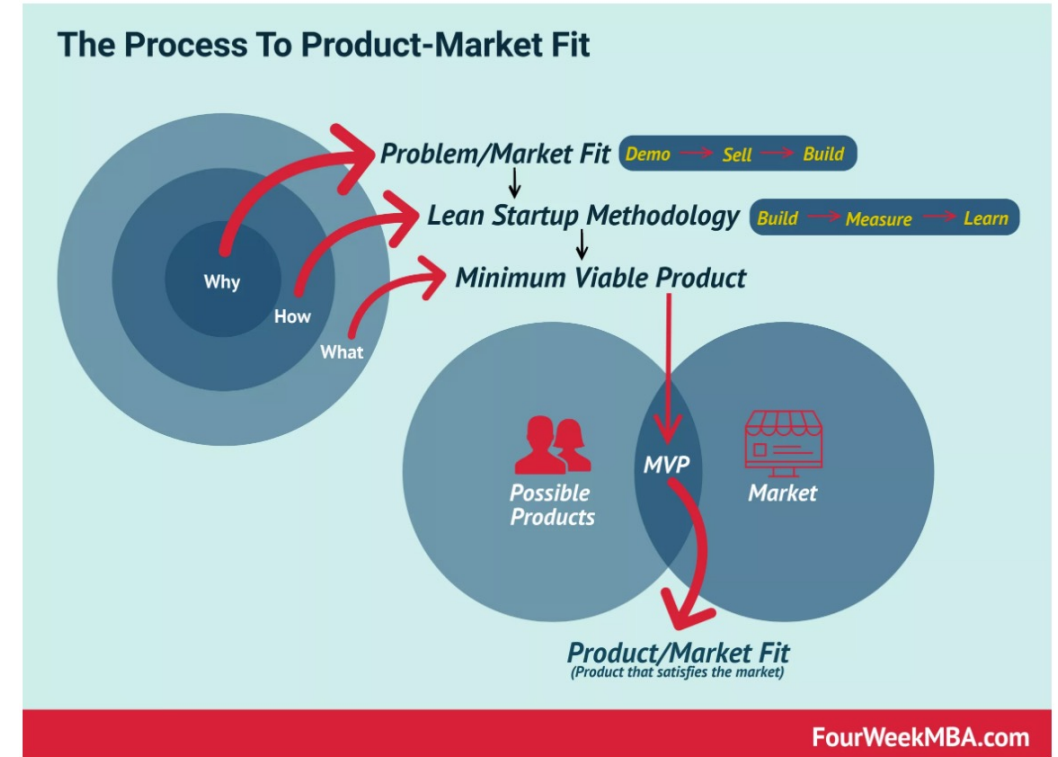 The Process To Product-Market Fit
Problem/Market Fit
Demo → Sell → Build
Lean Startup Methodology
Build → Measure → Learn
Minimum Viable Product
Why
How
What
MVP
Possible
Products
Market
Product/Market Fit
(Product that satisfies the market)
FourWeekMBA.com